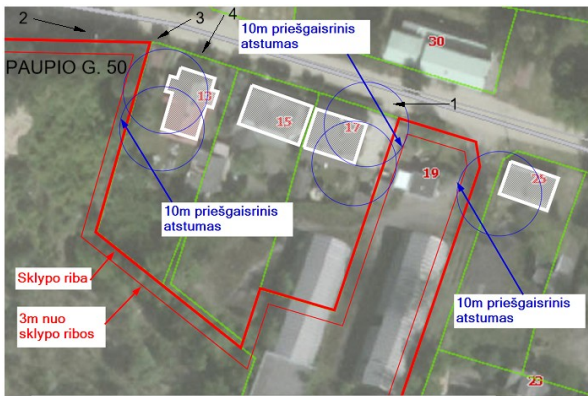 2
3
4
10m priešgaisrinis
atstumas
30
PAUPIO G. 50
13
15
17
1
19
25
10m priešgaisrinis
atstumas
Sklypo riba
3m nuo
sklypo ribos
10m priešgaisrinis
atstumas
23